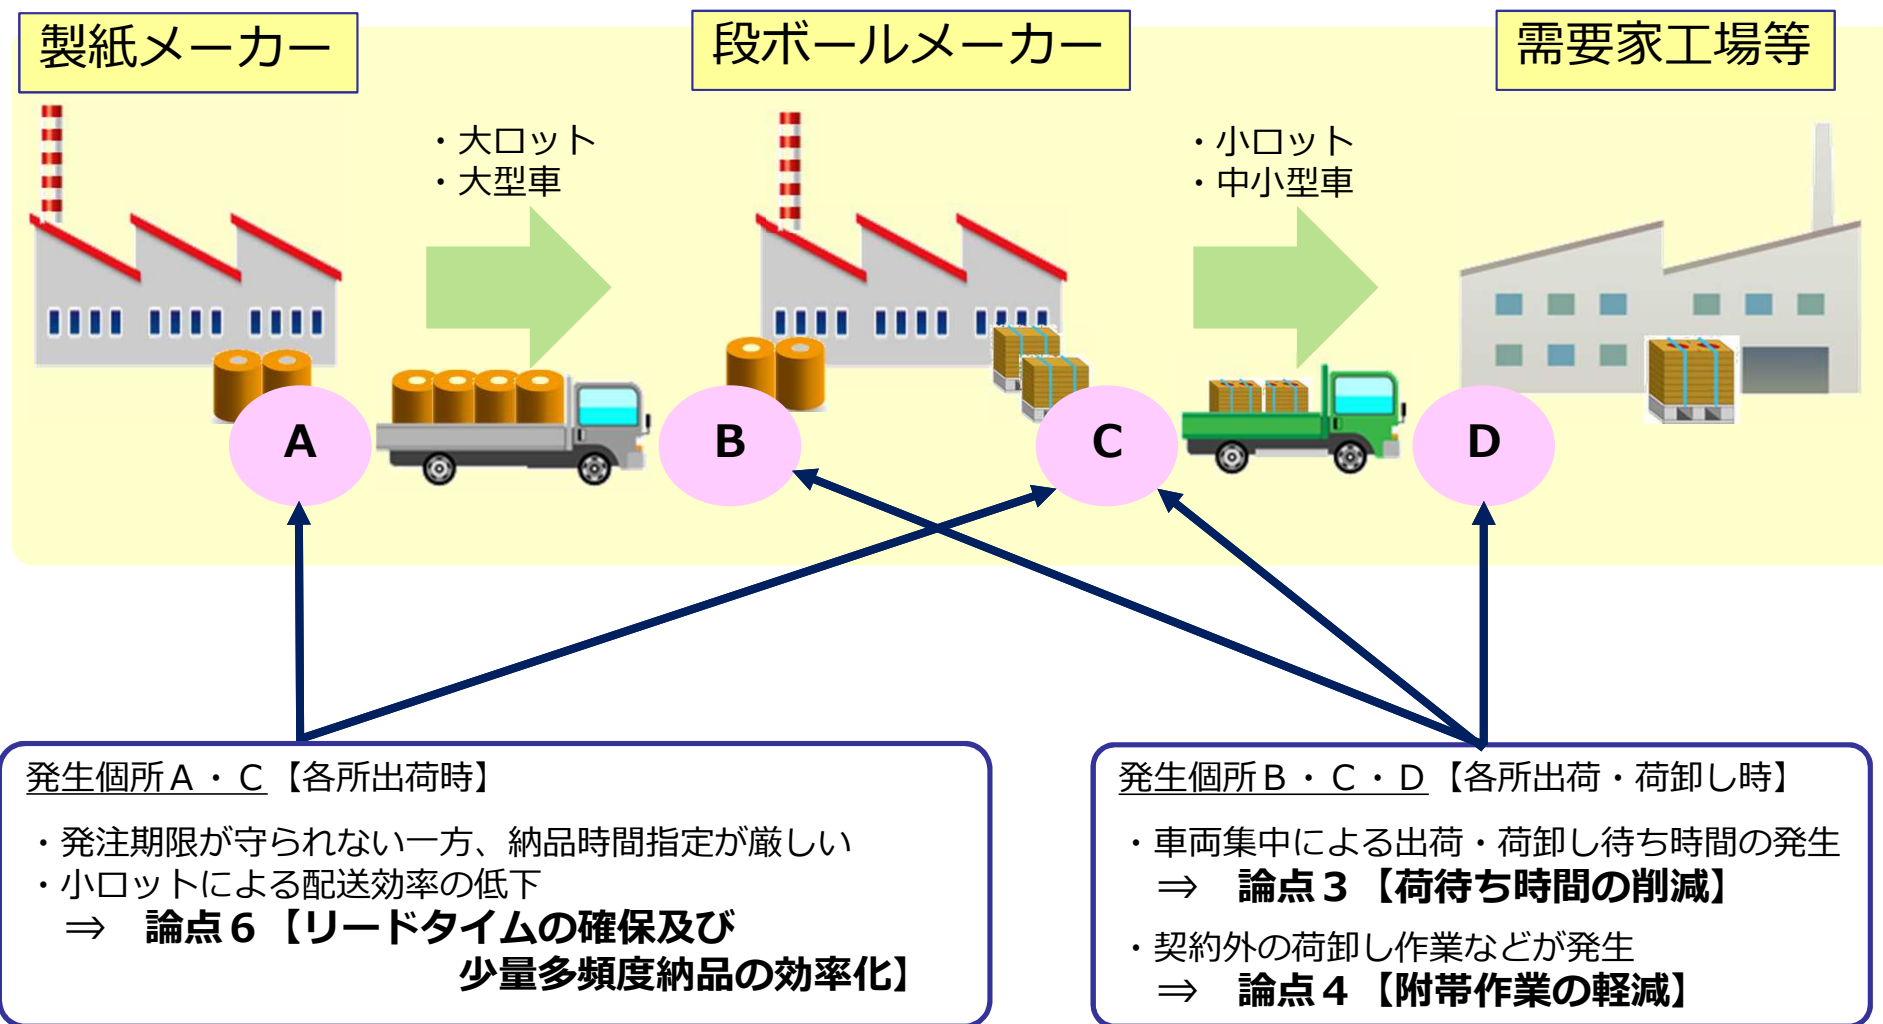 製紙メーカー
段ボールメーカー
需要家工場等
・大ロット
・大型車
・小ロット
・中小型車
A
B
C
D
発生個所A・C【各所出荷時】
・発注期限が守られない一方、納品時間指定が厳しい
・小ロットによる配送効率の低下
⇒ 論点６【リードタイムの確保及び
少量多頻度納品の効率化】
発生個所B・C・D【各所出荷・荷卸し時】
・車両集中による出荷・荷卸し待ち時間の発生
⇒ 論点３【荷待ち時間の削減】
・契約外の荷卸し作業などが発生
⇒ 論点４【附帯作業の軽減】